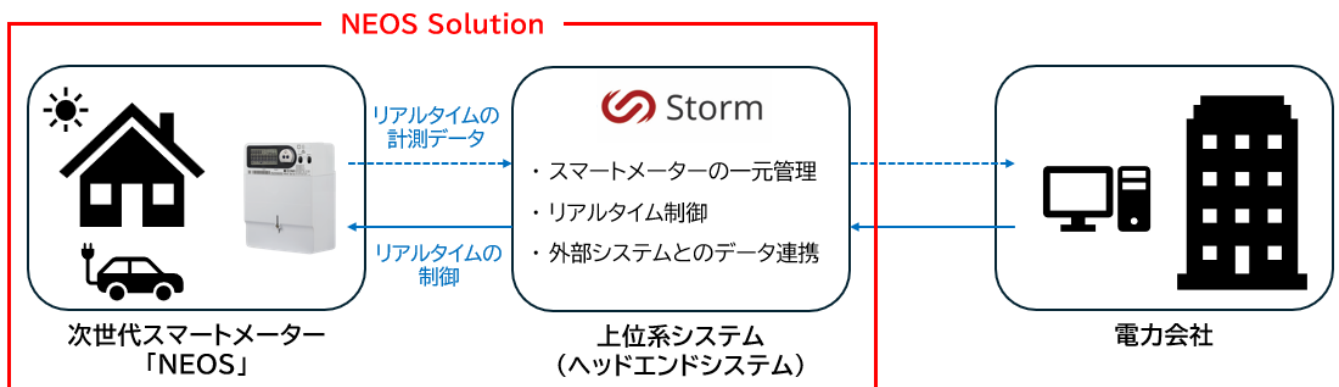 NEOS Solution
リアルタイムの
計測データ
リアルタイムの
制御
次世代スマートメーター
「NEOS」
Storm
・スマートメーターの一元管理
・リアルタイム制御
・外部システムとのデータ連携
上位系システム
（ヘッドエンドシステム）
電力会社